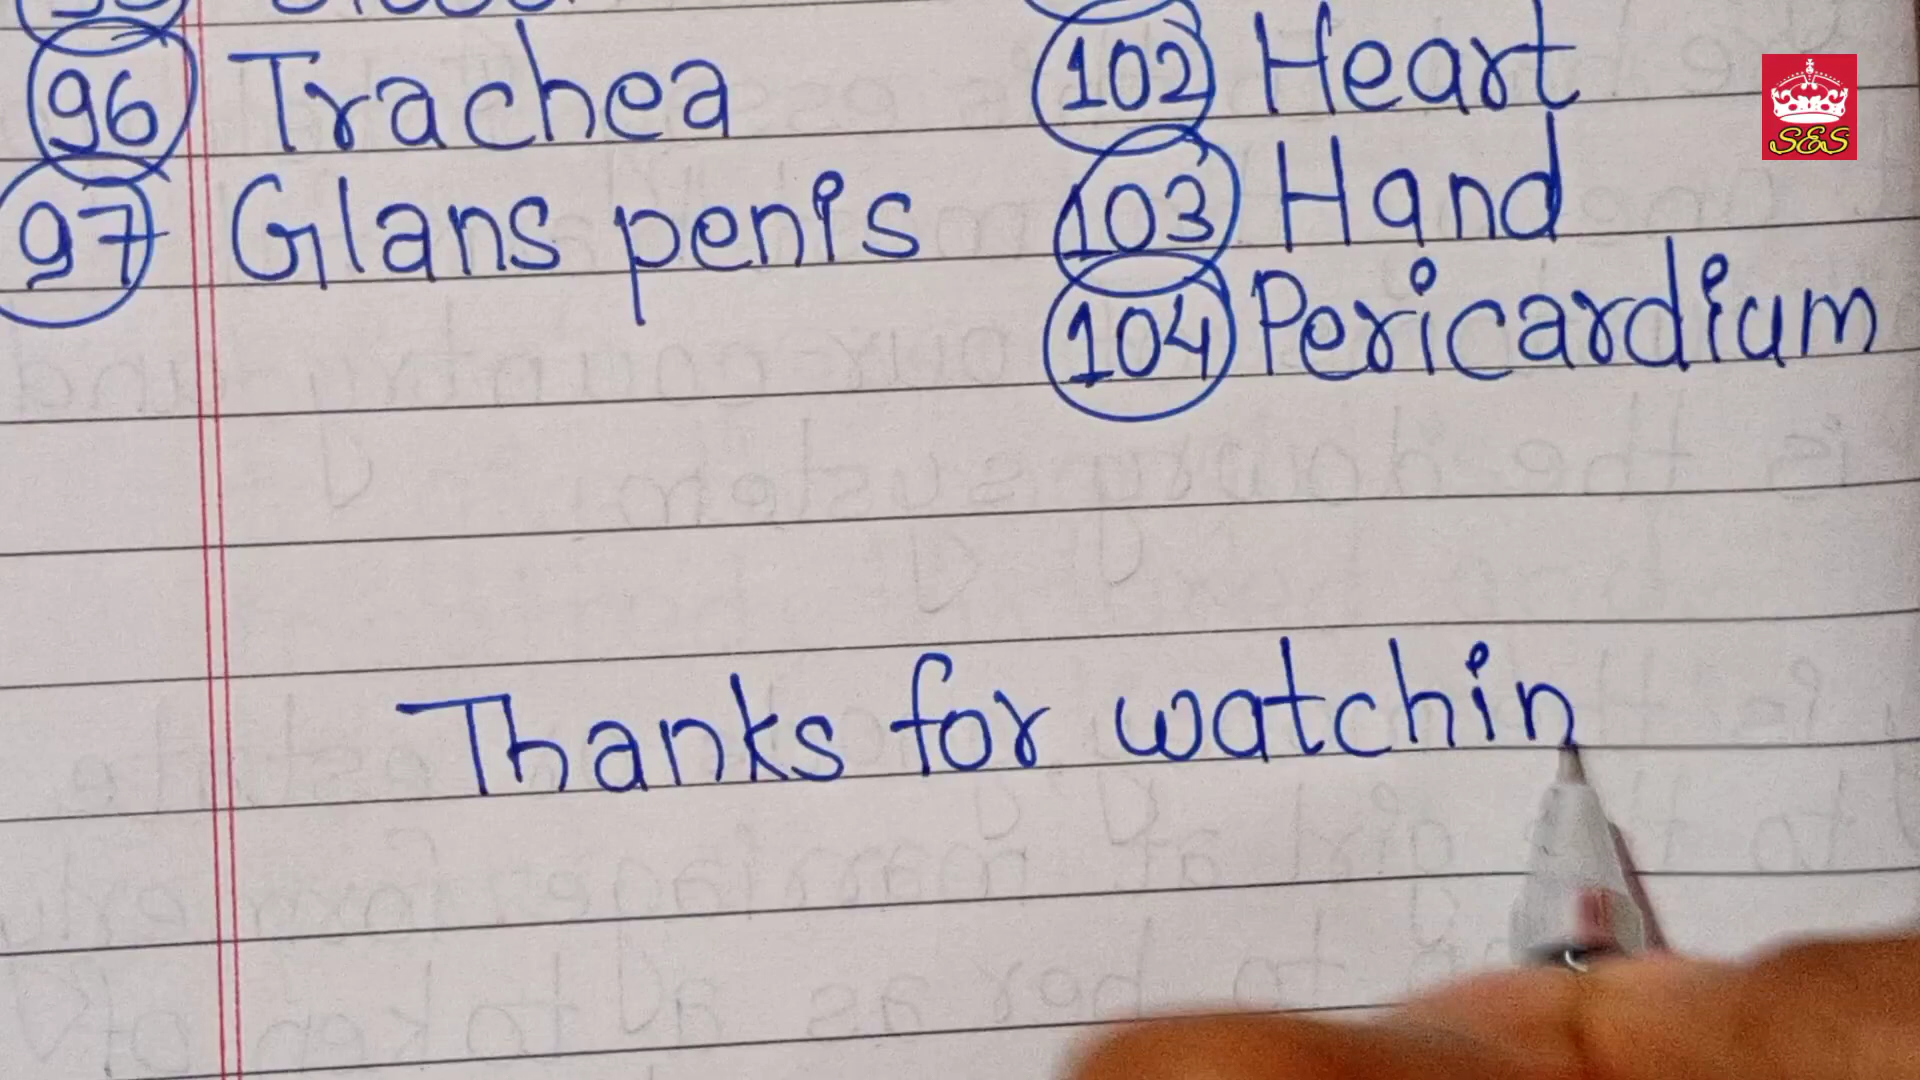 96 Trachea
97 Glans penis
102 Heart
103 Hand
104 Pericardium
Thanks for watchin
S&S